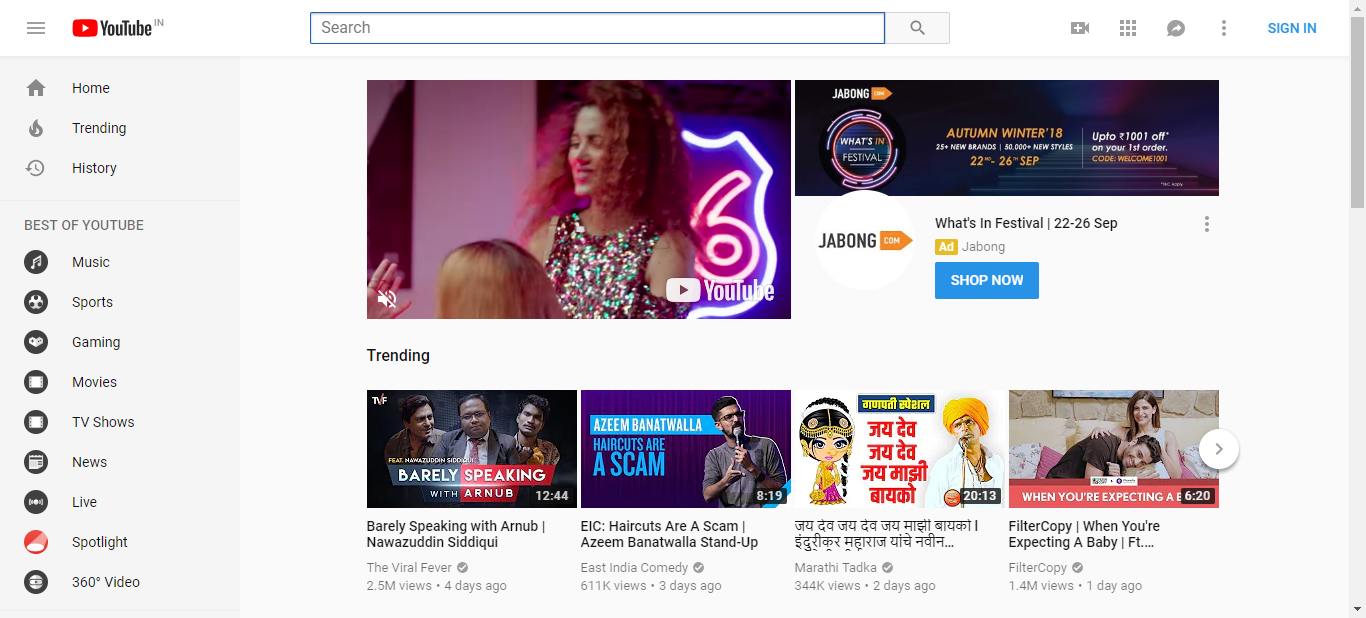 YouTube IN
Search
SIGN IN
Home
Trending
History
BEST OF YOUTUBE
Music
Sports
Gaming
Movies
TV Shows
News
Live
Spotlight
360° Video
6
YouTube
JABONG COM
WHAT'S IN
FESTIVAL
AUTUMN WINTER'18
25+ NEW BRANDS | 50,000+ NEW STYLES
22ND- 26TH SEP
Upto ₹1001 off*
on your 1st order.
CODE: WELCOME1001
*T&C Apply
JABONG COM
What's In Festival | 22-26 Sep
Ad Jabong
SHOP NOW
Trending
TVF
FEAT. NAWAZUDDIN SIDDIQUI
BARELY SPEAKING
WITH ARNUB
12:44
Barely Speaking with Arnub |
Nawazuddin Siddiqui
The Viral Fever
2.5M views • 4 days ago
AZEEM BANATWALLA
HAIRCUTS ARE
A SCAM
8:19
EIC: Haircuts Are A Scam |
Azeem Banatwalla Stand-Up
East India Comedy
611K views • 3 days ago
गणपती स्पेशल
जय देव
जय देव
जय माझी
बायको
20:13
जय देव जय देव जय माझी बायको I
इंदुरीकर महाराज यांचे नवीन...
Marathi Tadka
344K views • 2 days ago
WHEN YOU'RE EXPECTING A
6:20
FilterCopy | When You're
Expecting A Baby | Ft....
FilterCopy
1.4M views • 1 day ago